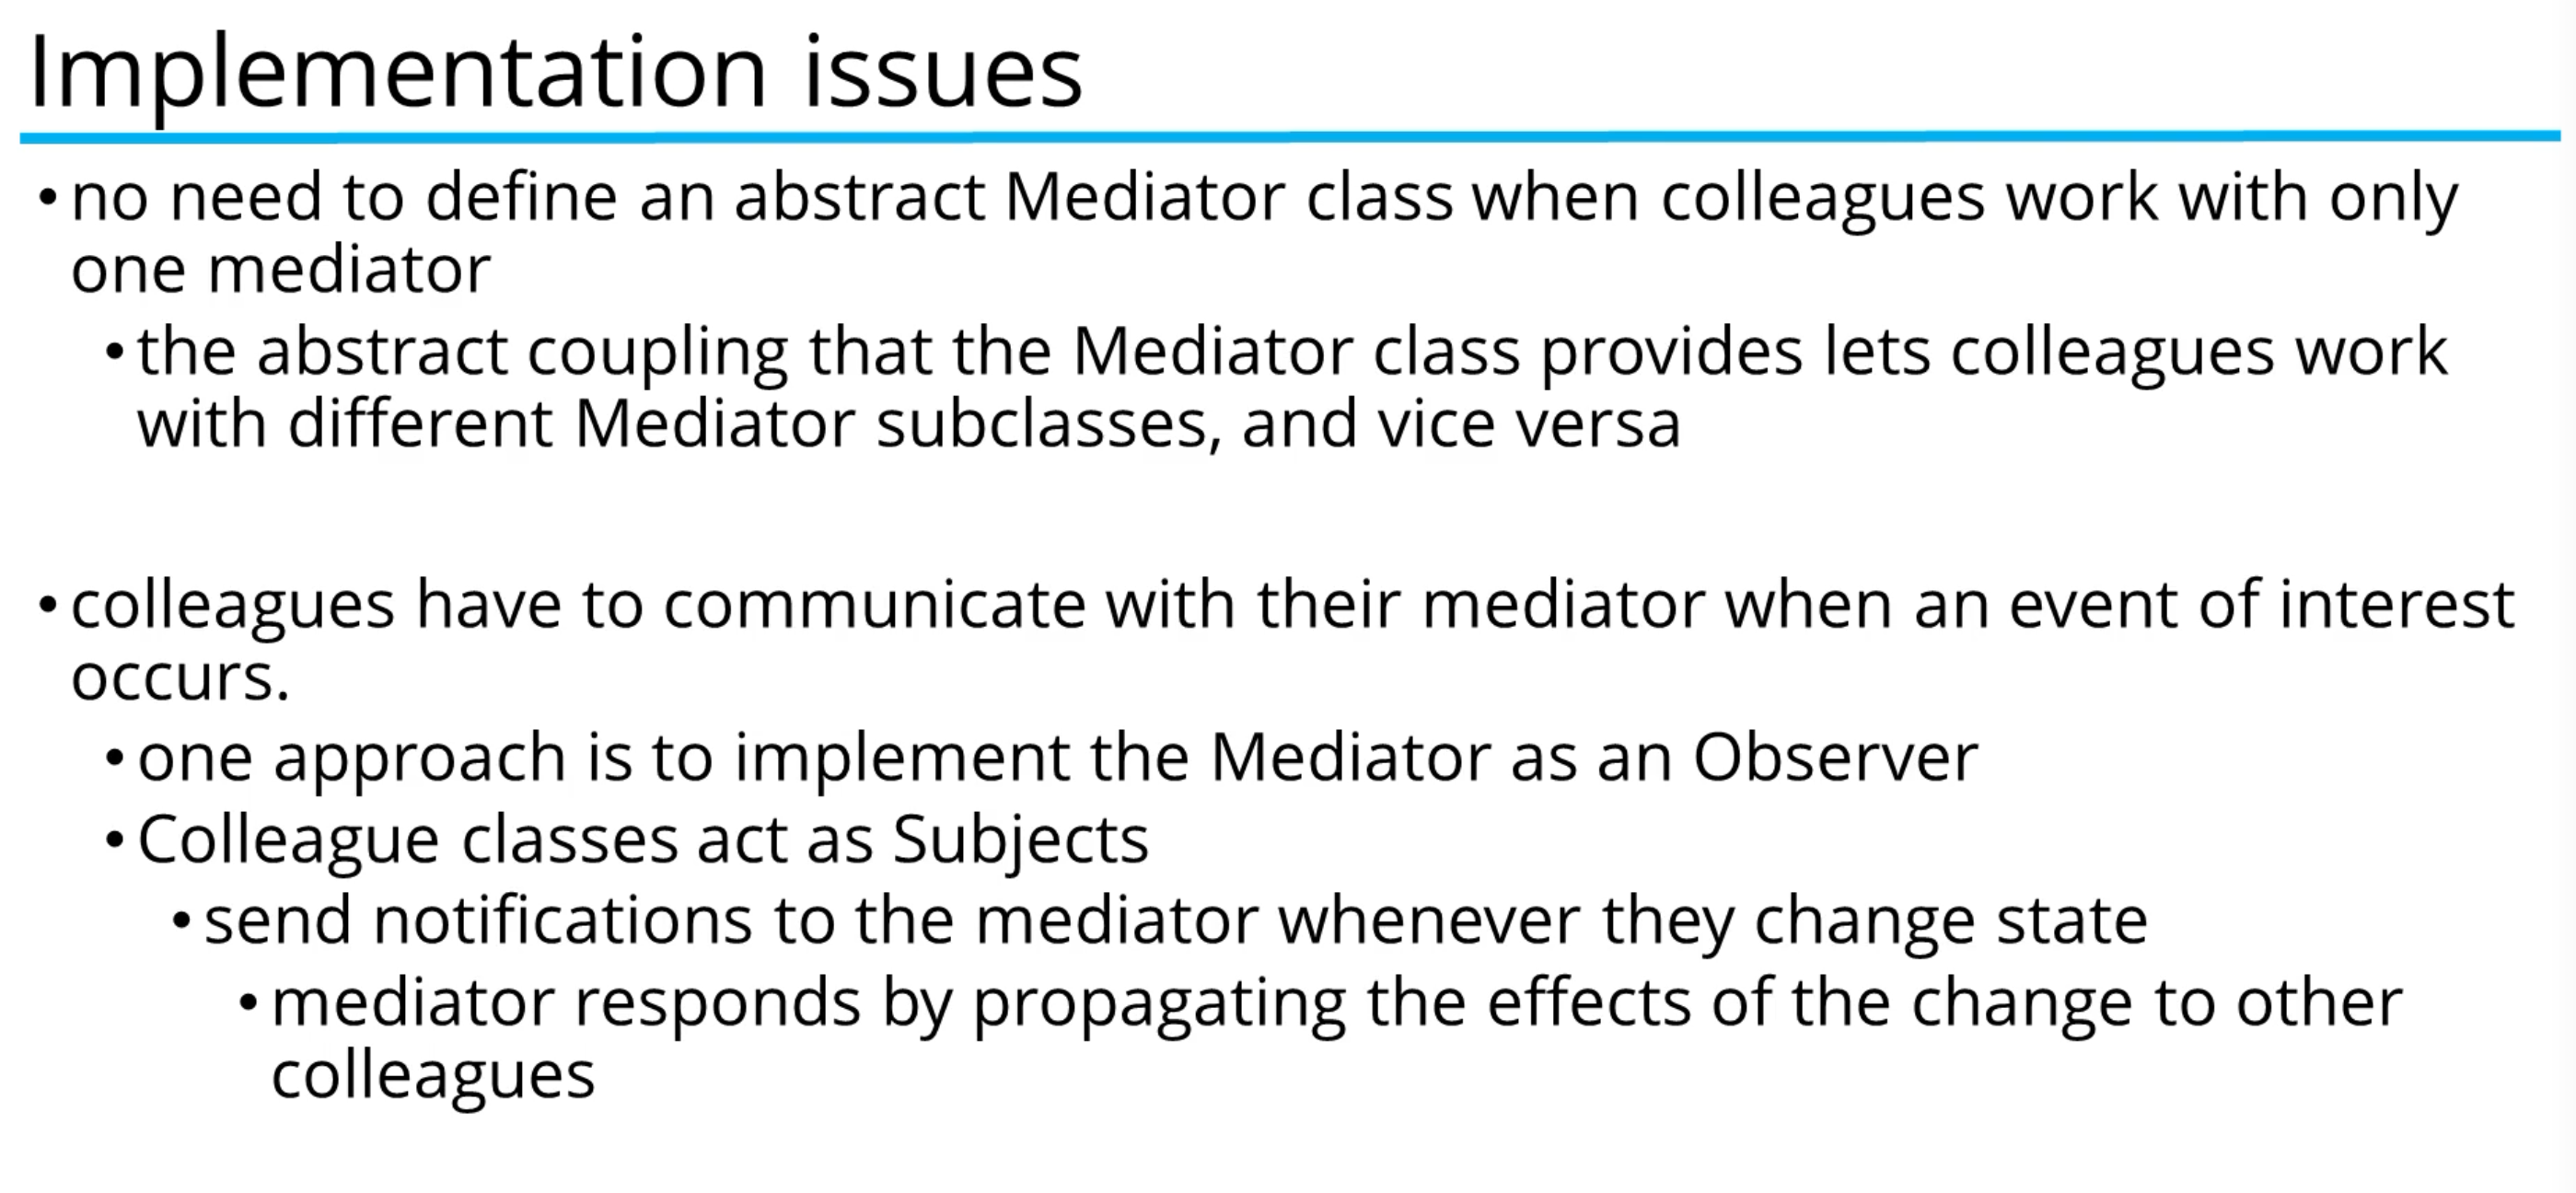 Implementation issues
• no need to define an abstract Mediator class when colleagues work with only
one mediator
• the abstract coupling that the Mediator class provides lets colleagues work
with different Mediator subclasses, and vice versa
• colleagues have to communicate with their mediator when an event of interest
occurs.
• one approach is to implement the Mediator as an Observer
• Colleague classes act as Subjects
• send notifications to the mediator whenever they change state
• mediator responds by propagating the effects of the change to other
colleagues